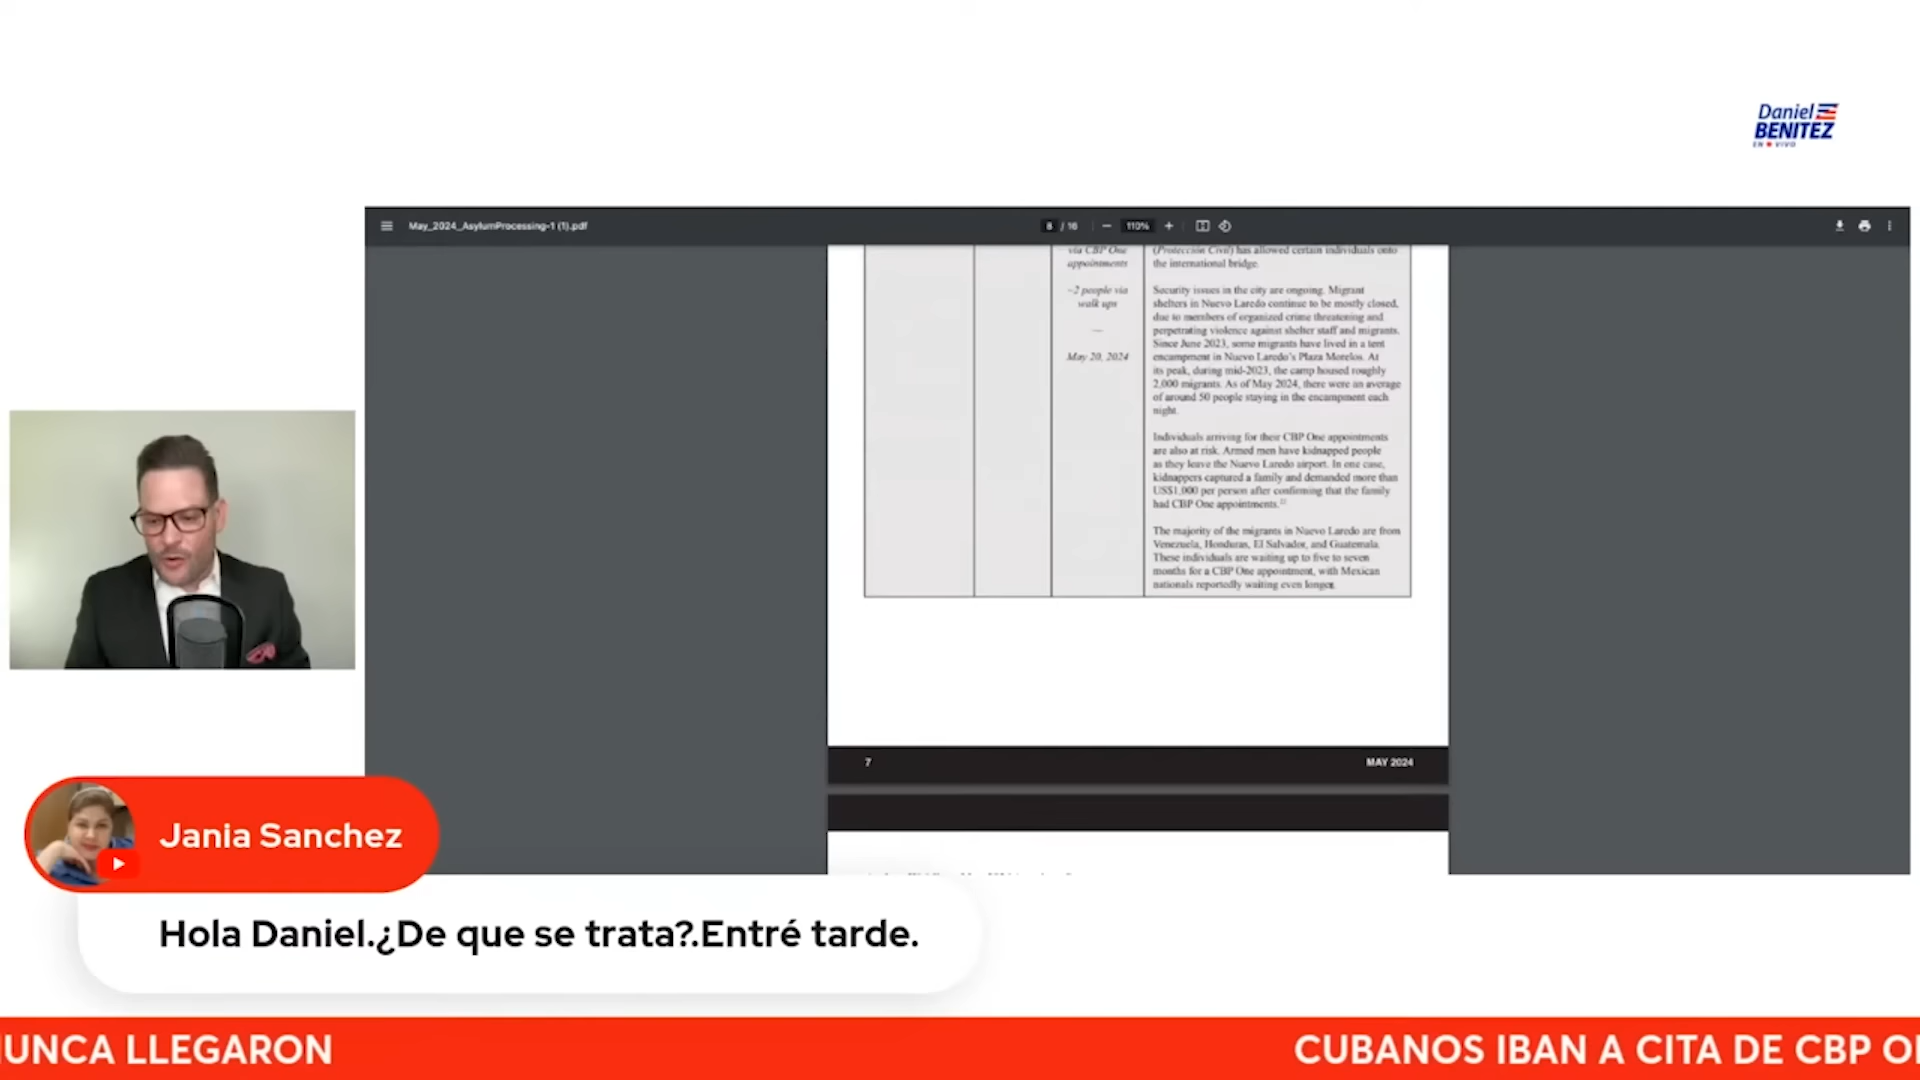 Daniel
BENITEZ
EN VIVO
May_2024_AsylumProcessing-1 (1).pdf
8 / 16
110%
via CBP One
appointments
~2 people via
walk ups
—
May 20, 2024
(Protección Civil) has allowed certain individuals onto
the international bridge.
Security issues in the city are ongoing. Migrant
shelters in Nuevo Laredo continue to be mostly closed,
due to members of organized crime threatening and
perpetrating violence against shelter staff and migrants.
Since June 2023, some migrants have lived in a tent
encampment in Nuevo Laredo's Plaza Morelos. At
its peak, during mid-2023, the camp housed roughly
2,000 migrants. As of May 2024, there were an average
of around 50 people staying in the encampment each
night.
Individuals arriving for their CBP One appointments
are also at risk. Armed men have kidnapped people
as they leave the Nuevo Laredo airport. In one case,
kidnappers captured a family and demanded more than
US$1,000 per person after confirming that the family
had CBP One appointments.
The majority of the migrants in Nuevo Laredo are from
Venezuela, Honduras, El Salvador, and Guatemala.
These individuals are waiting up to five to seven
months for a CBP One appointment, with Mexican
nationals reportedly waiting even longer.
7
MAY 2024
Jania Sanchez
Hola Daniel.¿De que se trata?.Entré tarde.
UNCA LLEGARON
CUBANOS IBAN A CITA DE CBP O